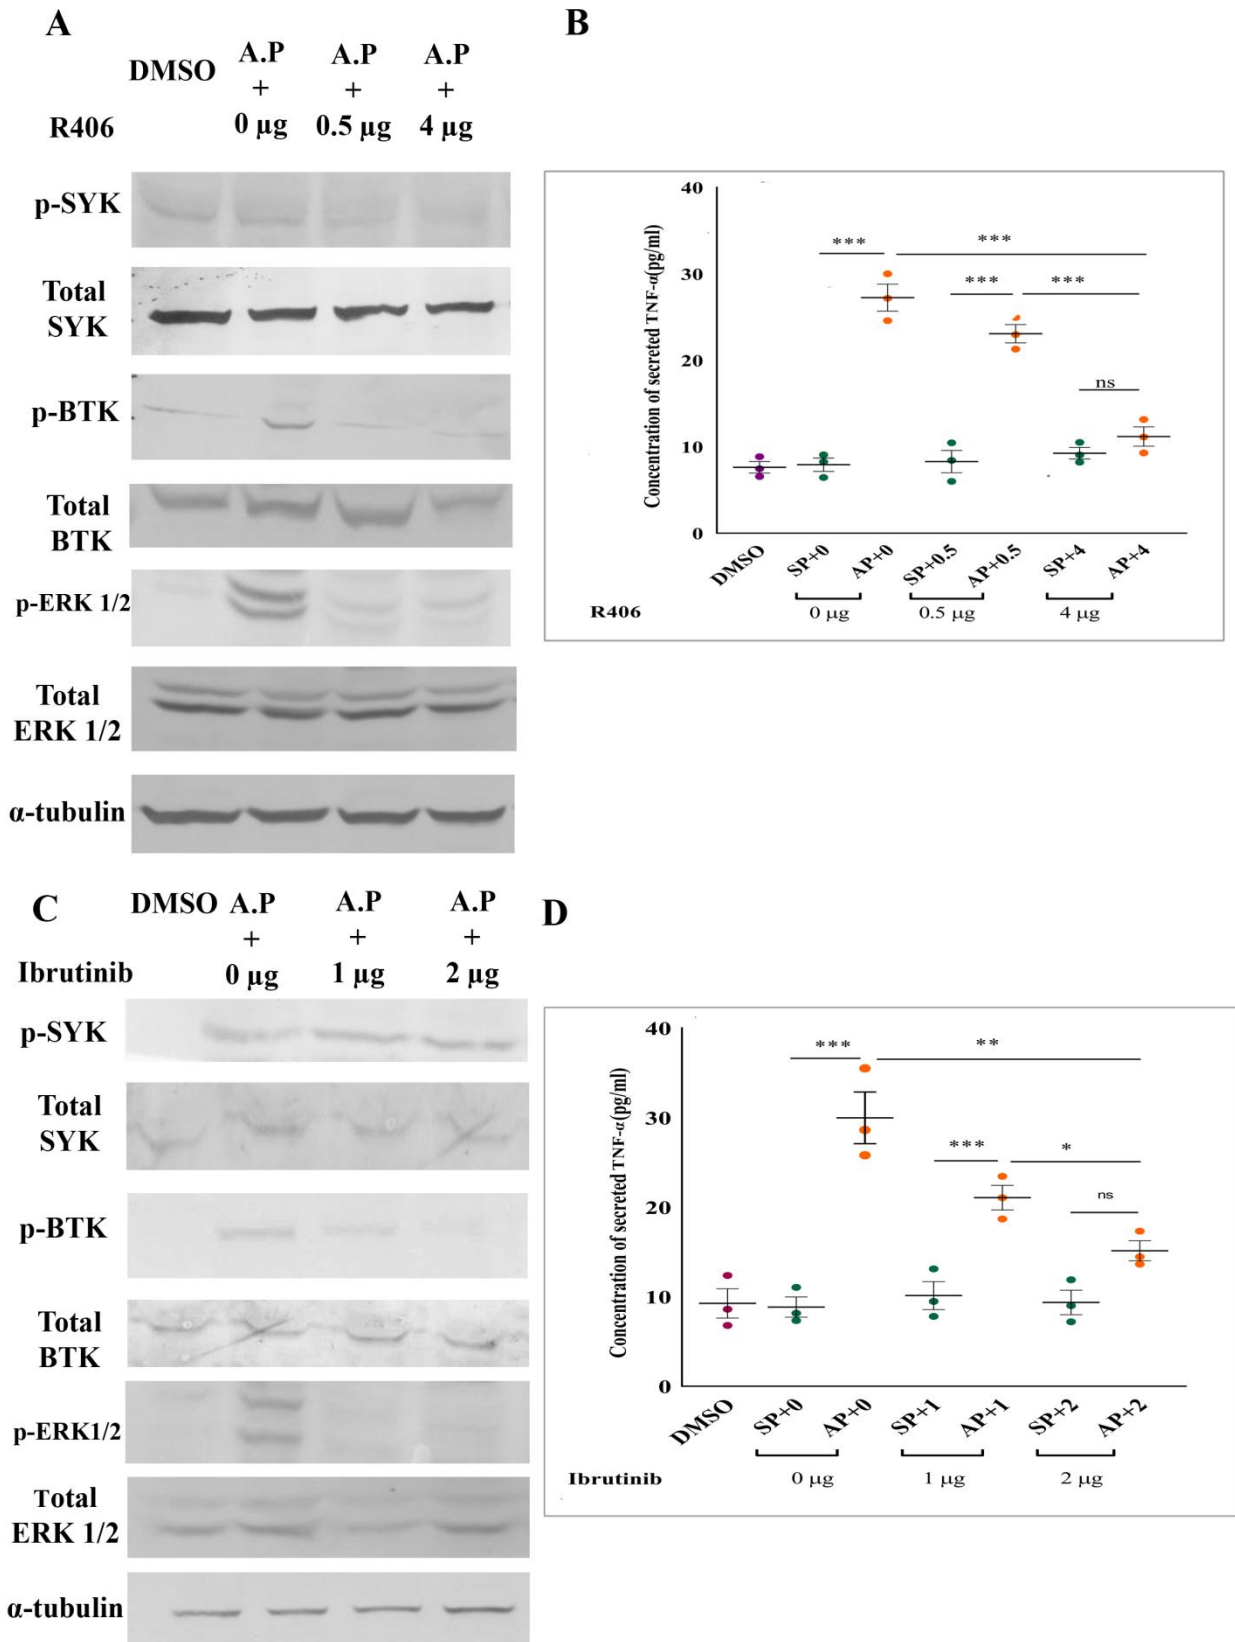 A
DMSO A.P A.P A.P
+ + +
R406 0 μg 0.5 μg 4 μg
p-SYK
Total
SYK
p-BTK
Total
BTK
p-ERK 1/2
Total
ERK 1/2
α-tubulin
B
Concentration of secreted TNF-α(pg/ml)
40
30
20
10
0
*** ***
*** ***
ns
DMSO SP+0 AP+0 SP+0.5 AP+0.5 SP+4 AP+4
R406 0 μg 0.5 μg 4 μg
C
DMSO A.P A.P A.P
+ + +
Ibrutinib 0 μg 1 μg 2 μg
p-SYK
Total
SYK
p-BTK
Total
BTK
p-ERK1/2
Total
ERK 1/2
α-tubulin
D
Concentration of secreted TNF-α(pg/ml)
40
30
20
10
0
*** **
*** *
ns
DMSO SP+0 AP+0 SP+1 AP+1 SP+2 AP+2
Ibrutinib 0 μg 1 μg 2 μg